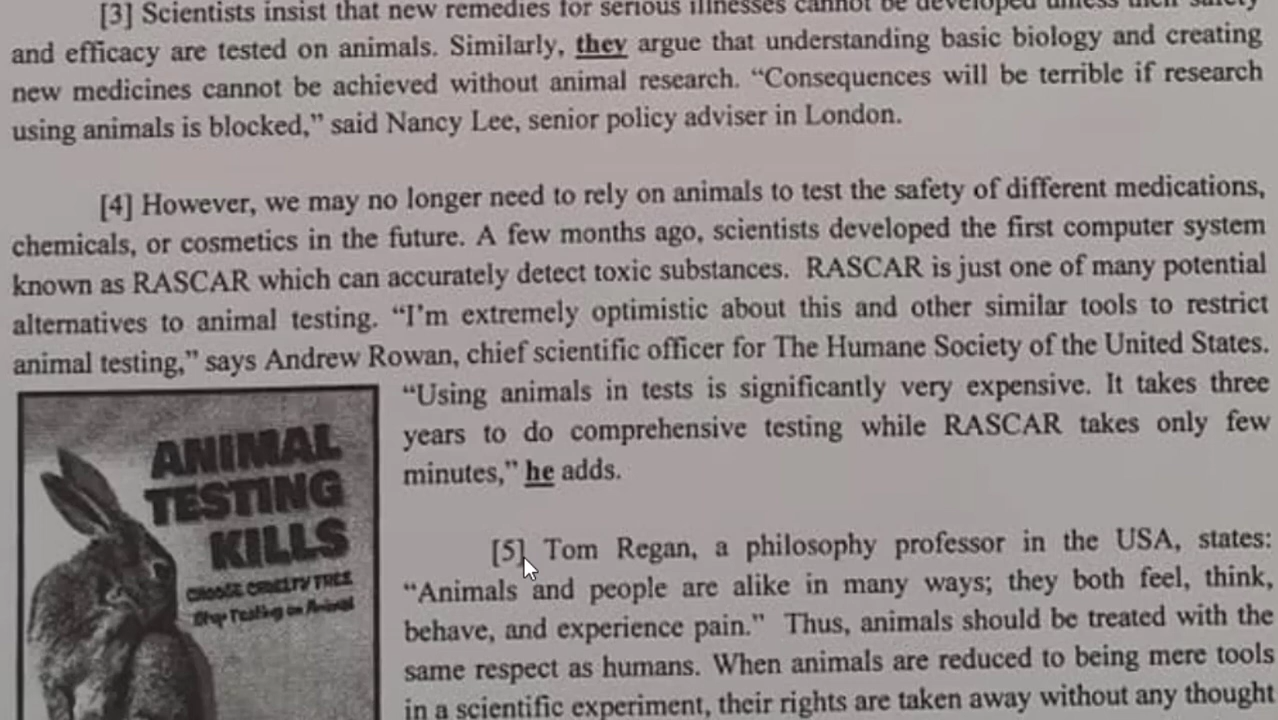 [3] Scientists insist that new remedies for serious illnesses cannot be developed unless their safety
and efficacy are tested on animals. Similarly, they argue that understanding basic biology and creating
new medicines cannot be achieved without animal research. “Consequences will be terrible if research
using animals is blocked,” said Nancy Lee, senior policy adviser in London.
[4] However, we may no longer need to rely on animals to test the safety of different medications,
chemicals, or cosmetics in the future. A few months ago, scientists developed the first computer system
known as RASCAR which can accurately detect toxic substances. RASCAR is just one of many potential
alternatives to animal testing. “I’m extremely optimistic about this and other similar tools to restrict
animal testing,” says Andrew Rowan, chief scientific officer for The Humane Society of the United States.
“Using animals in tests is significantly very expensive. It takes three
years to do comprehensive testing while RASCAR takes only few
minutes,” he adds.
ANIMAL
TESTING
KILLS
CHOOSE CRUELTY FREE
Stop Testing on Animal
[5] Tom Regan, a philosophy professor in the USA, states:
“Animals and people are alike in many ways; they both feel, think,
behave, and experience pain.” Thus, animals should be treated with the
same respect as humans. When animals are reduced to being mere tools
in a scientific experiment, their rights are taken away without any thought